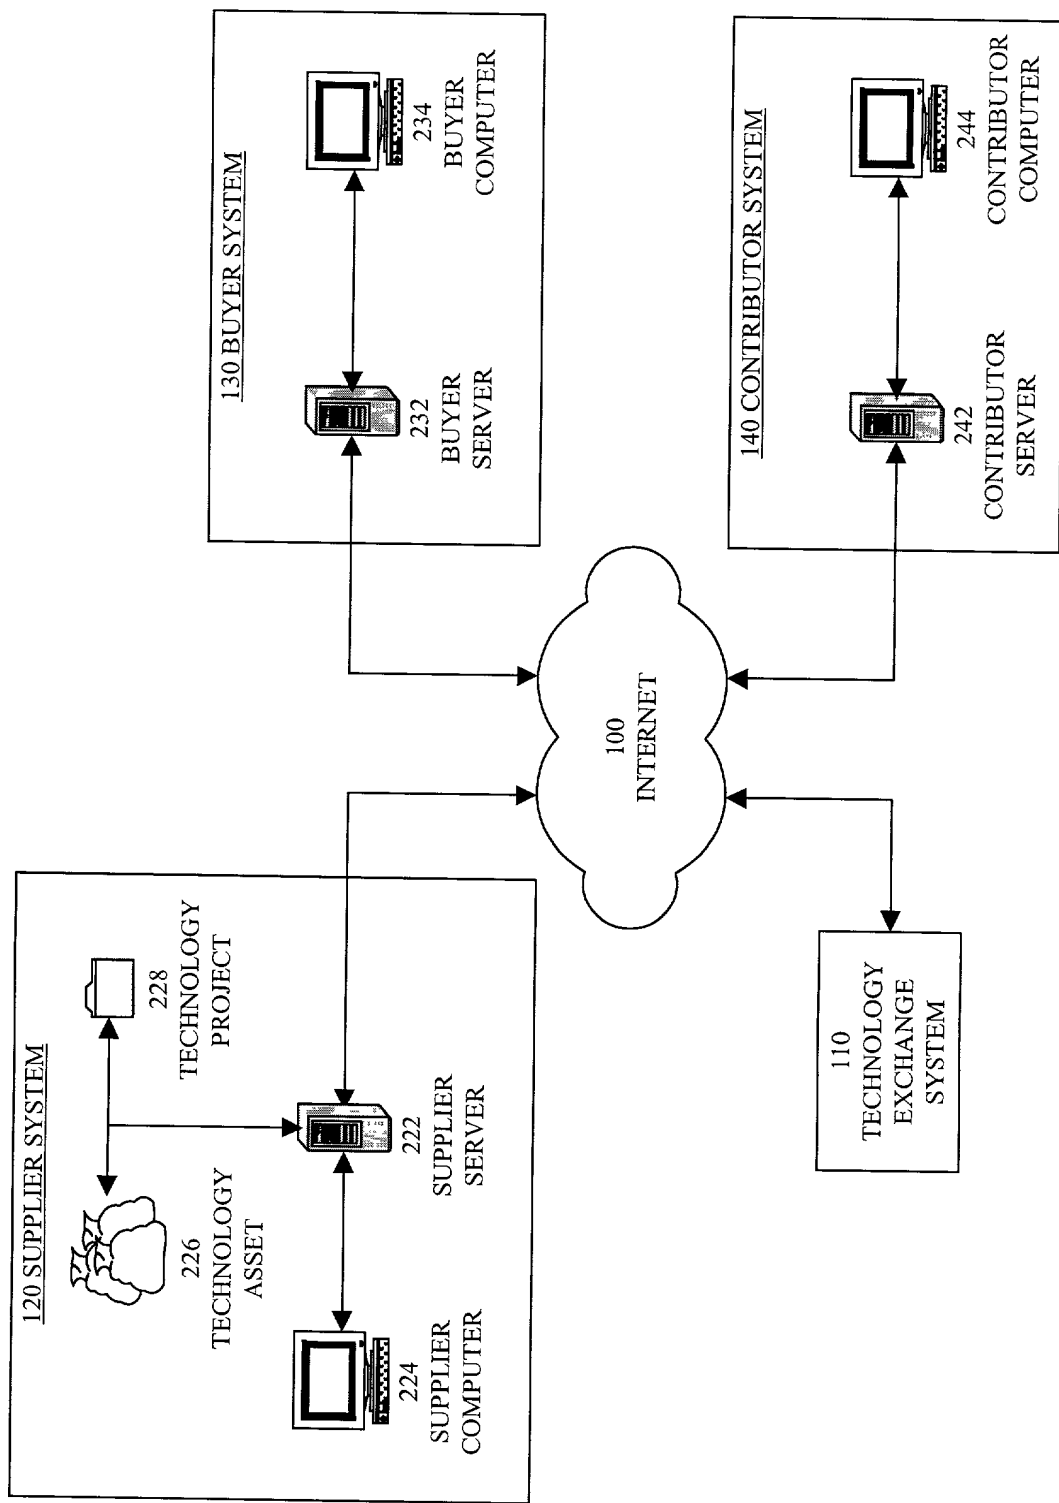 120 SUPPLIER SYSTEM
226
TECHNOLOGY
ASSET
228
TECHNOLOGY
PROJECT
224
SUPPLIER
COMPUTER
222
SUPPLIER
SERVER
130 BUYER SYSTEM
232
BUYER
SERVER
234
BUYER
COMPUTER
100
INTERNET
110
TECHNOLOGY
EXCHANGE
SYSTEM
140 CONTRIBUTOR SYSTEM
242
CONTRIBUTOR
SERVER
244
CONTRIBUTOR
COMPUTER